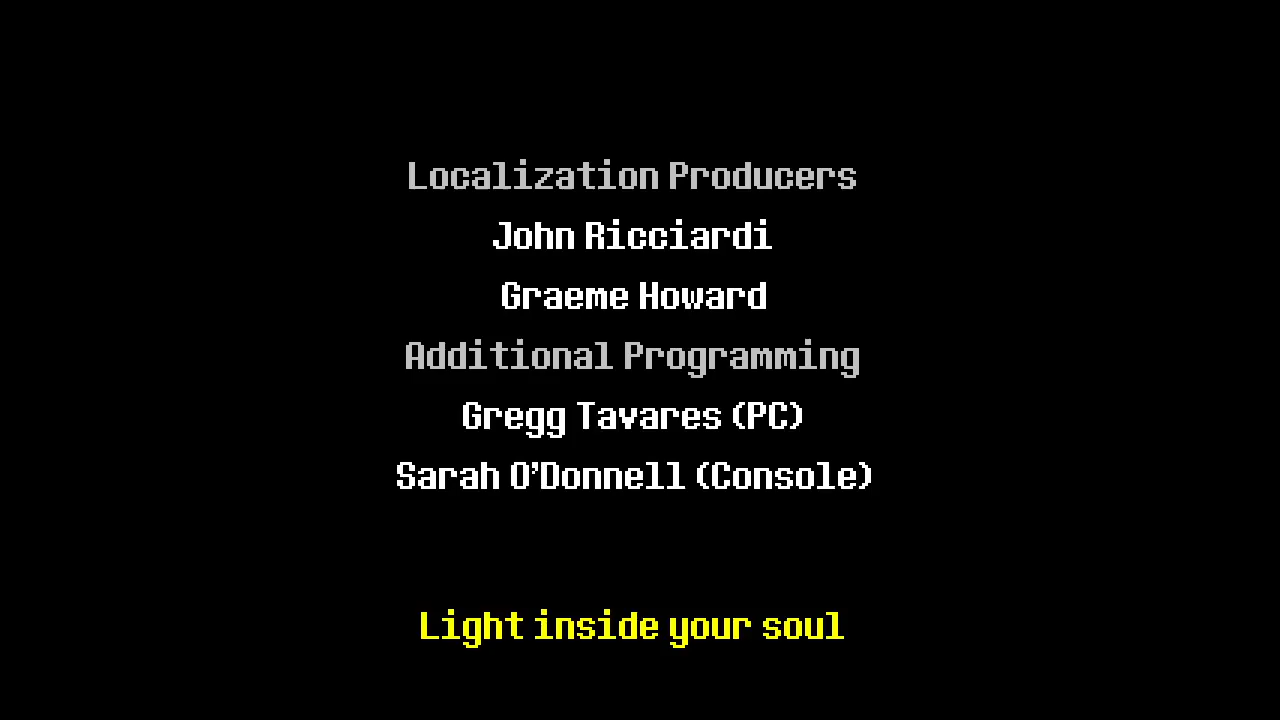 Localization Producers
John Ricciardi
Graeme Howard
Additional Programming
Gregg Tavares (PC)
Sarah O'Donnell (Console)
Light inside your soul